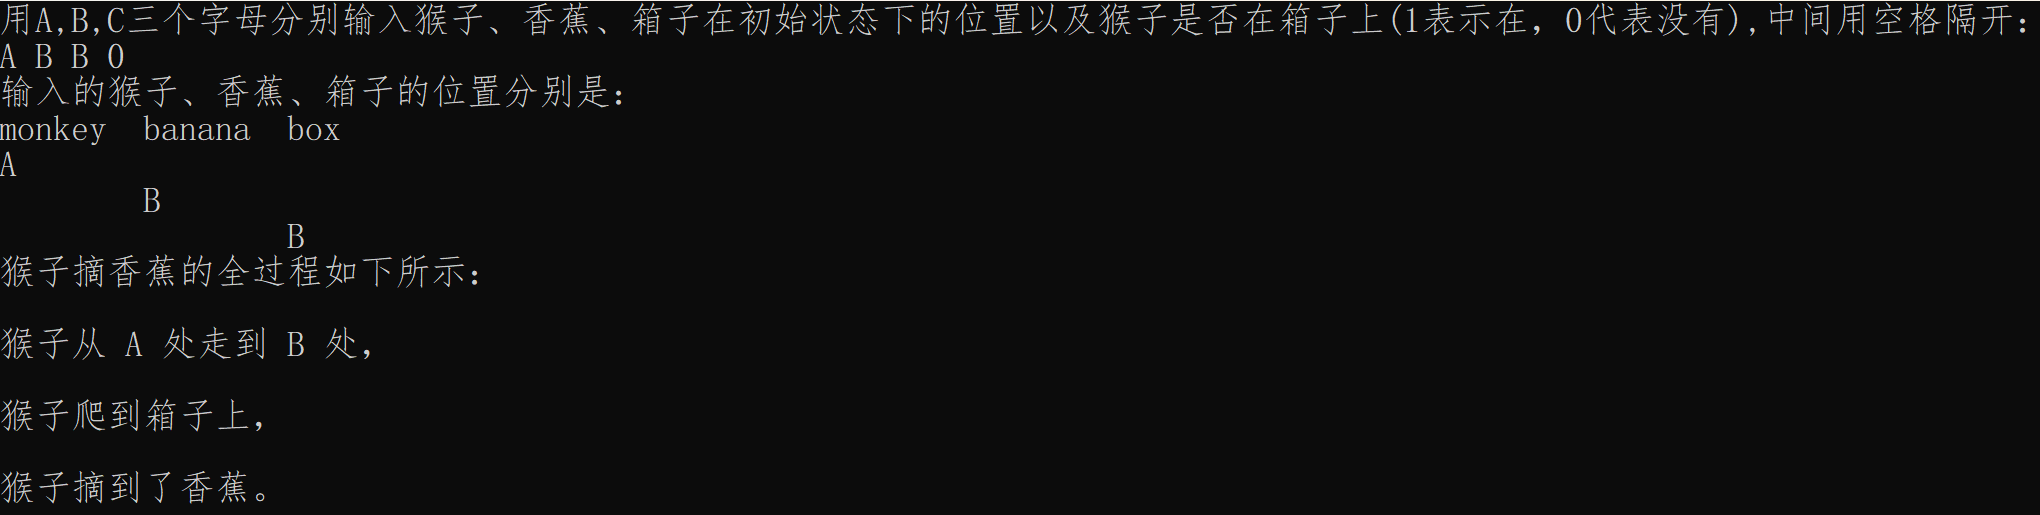 用A,B,C三个字母分别输入猴子、香蕉、箱子在初始状态下的位置以及猴子是否在箱子上(1表示在，0代表没有),中间用空格隔开：
A B B 0
输入的猴子、香蕉、箱子的位置分别是：
monkey  banana  box
A
        B
                B
猴子摘香蕉的全过程如下所示：
猴子从 A 处走到 B 处，
猴子爬到箱子上，
猴子摘到了香蕉。